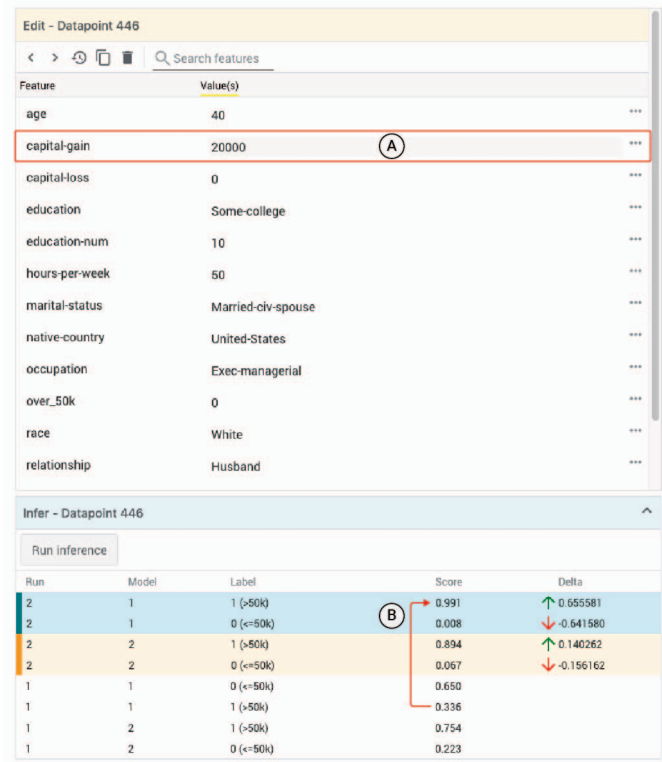 Edit - Datapoint 446
Search features
Feature Value(s)
age 40
capital-gain 20000 A
capital-loss 0
education Some-college
education-num 10
hours-per-week 50
marital-status Married-civ-spouse
native-country United-States
occupation Exec-managerial
over_50k 0
race White
relationship Husband
Infer - Datapoint 446
Run inference
Run Model Label Score Delta
2 1 1 (>50k) 0.991 0.655581
B
2 1 0 (<=50k) 0.008 -0.641580
2 2 1 (>50k) 0.894 0.140262
2 2 0 (<=50k) 0.067 -0.156162
1 1 0 (<=50k) 0.650
1 1 1 (>50k) 0.336
1 2 1 (>50k) 0.754
1 2 0 (<=50k) 0.223